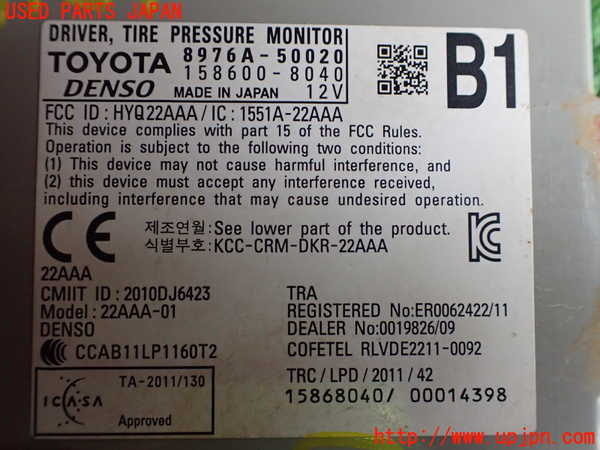 USED PARTS JAPAN
DRIVER, TIRE PRESSURE MONITOR
TOYOTA 8976A-50020
158600-8040
DENSO MADE IN JAPAN 12V
B1
FCC ID : HYQ22AAA / IC : 1551A-22AAA
This device complies with part 15 of the FCC Rules.
Operation is subject to the following two conditions:
(1) This device may not cause harmful interference, and
(2) this device must accept any interference received,
including interference that may cause undesired operation.
CE
제조연월: See lower part of the product.
식별부호: KCC-CRM-DKR-22AAA
22AAA
CMIIT ID : 2010DJ6423
Model : 22AAA-01
DENSO
CCAB11LP1160T2
TRA
REGISTERED No:ER0062422/11
DEALER No:0019826/09
COFETEL RLVDE2211-0092
ICASA
TA-2011/130
Approved
TRC / LPD / 2011 / 42
15868040/ 00014398
http://www.upjpn.com